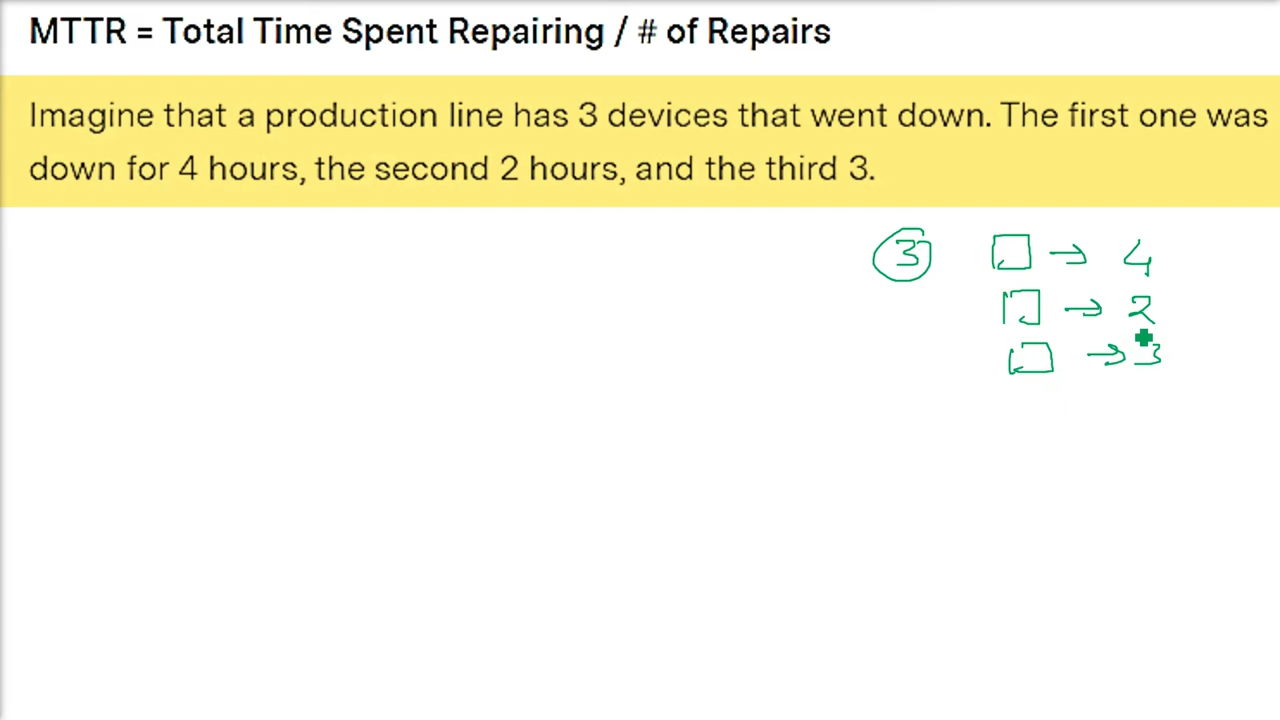 MTTR = Total Time Spent Repairing / # of Repairs
Imagine that a production line has 3 devices that went down. The first one was
down for 4 hours, the second 2 hours, and the third 3.
3 → 4
→ 2
→ 3